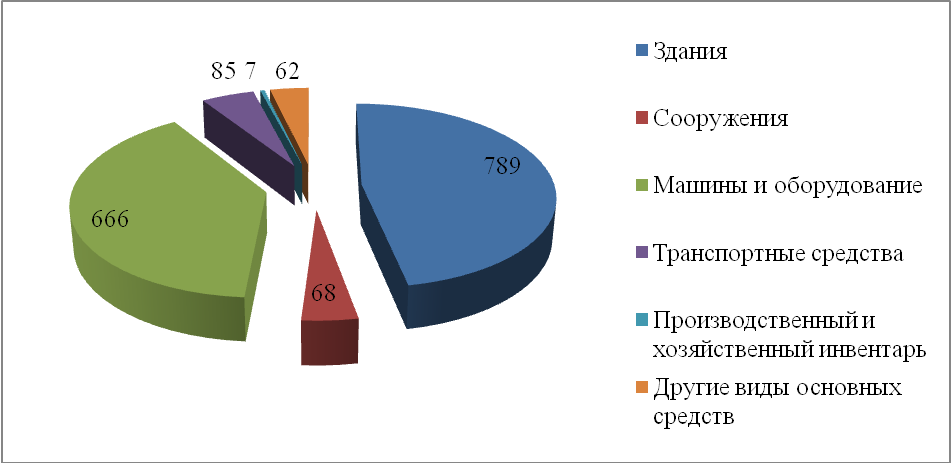 85 7 62
789
666
68
Здания
Сооружения
Машины и оборудование
Транспортные средства
Производственный и
хозяйственный инвентарь
Другие виды основных
средств